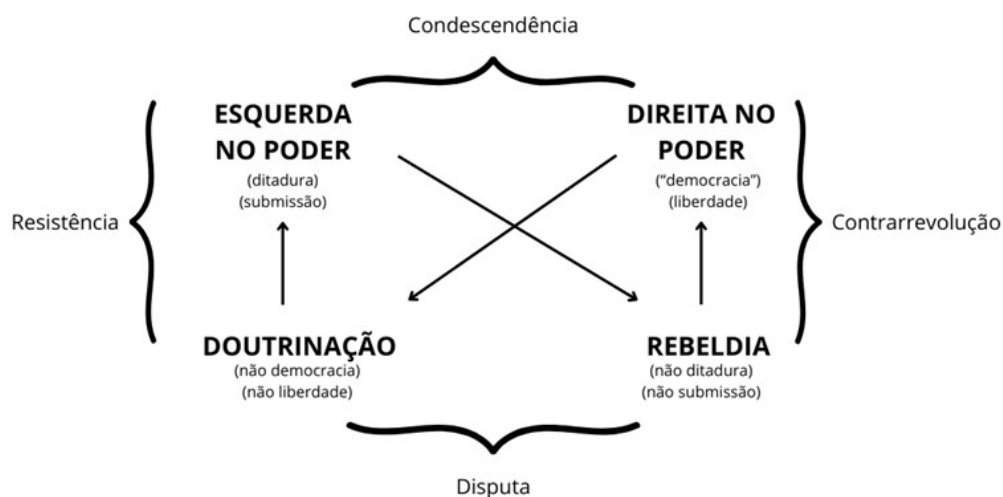 Condescendência
ESQUERDA
NO PODER
(ditadura)
(submissão)
DIREITA NO
PODER
("democracia")
(liberdade)
Resistência
Contrarrevolução
DOUTRINAÇÃO
(não democracia)
(não liberdade)
REBELDIA
(não ditadura)
(não submissão)
Disputa